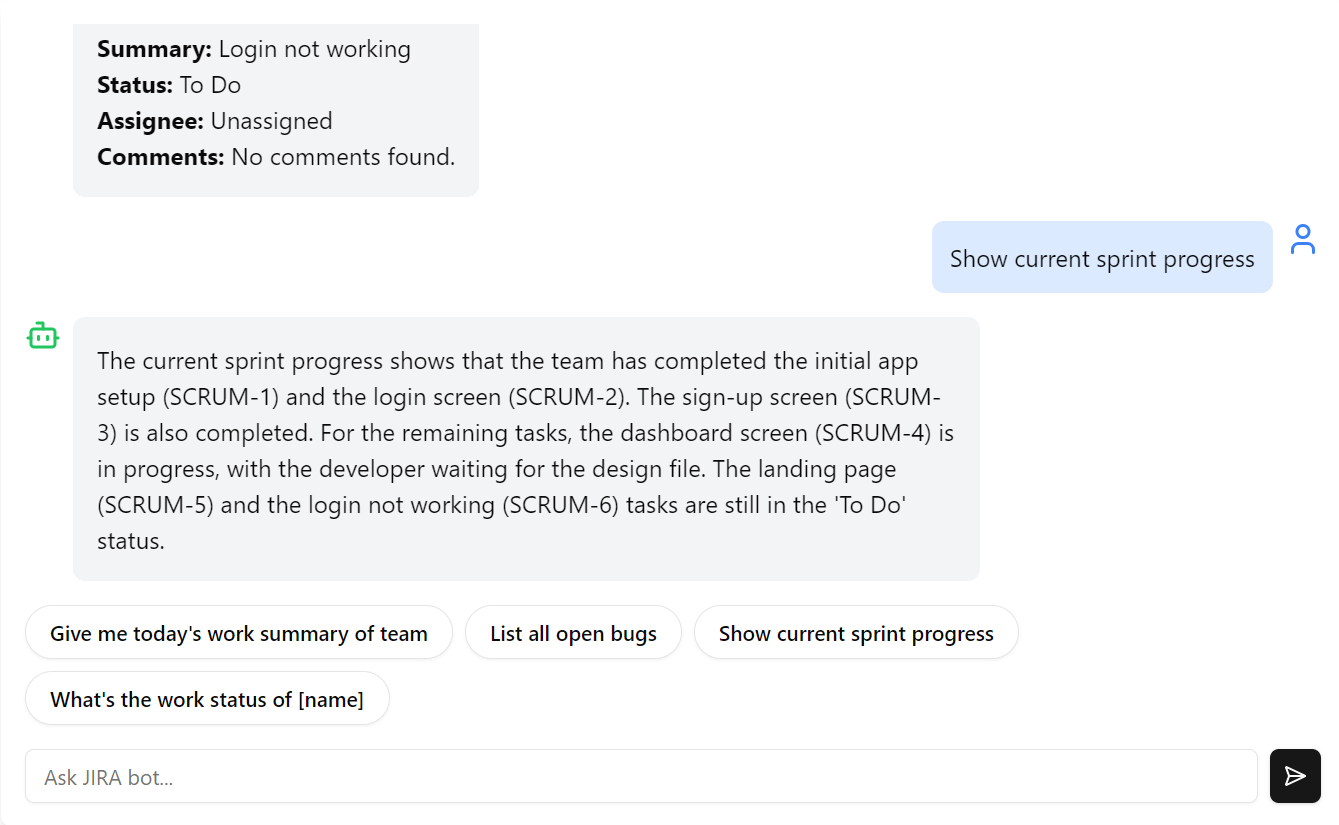 Summary: Login not working
Status: To Do
Assignee: Unassigned
Comments: No comments found.
Show current sprint progress
The current sprint progress shows that the team has completed the initial app
setup (SCRUM-1) and the login screen (SCRUM-2). The sign-up screen (SCRUM-
3) is also completed. For the remaining tasks, the dashboard screen (SCRUM-4) is
in progress, with the developer waiting for the design file. The landing page
(SCRUM-5) and the login not working (SCRUM-6) tasks are still in the 'To Do'
status.
Give me today's work summary of team
List all open bugs
Show current sprint progress
What's the work status of [name]
Ask JIRA bot...